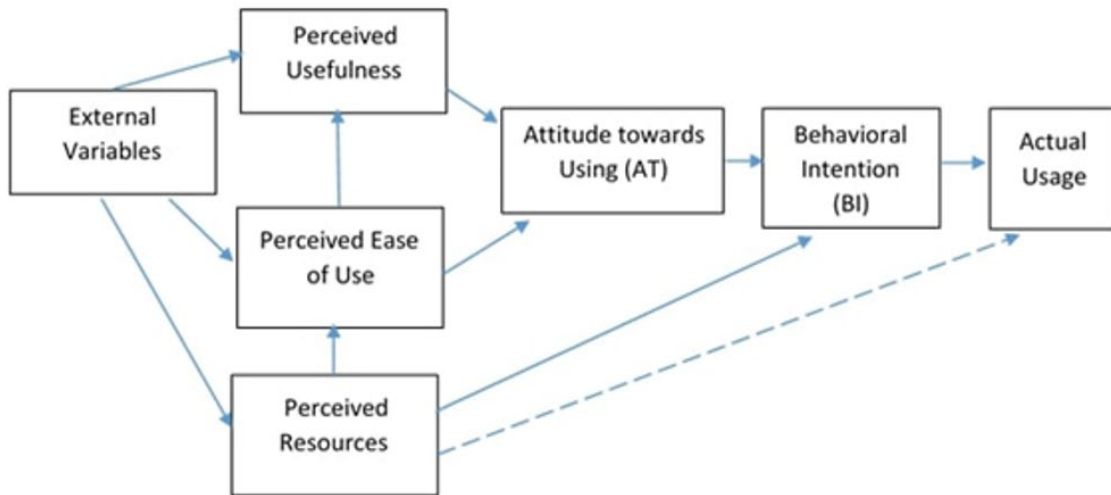 Perceived
Usefulness
External
Variables
Attitude towards
Using (AT)
Behavioral
Intention
(BI)
Actual
Usage
Perceived Ease
of Use
Perceived
Resources